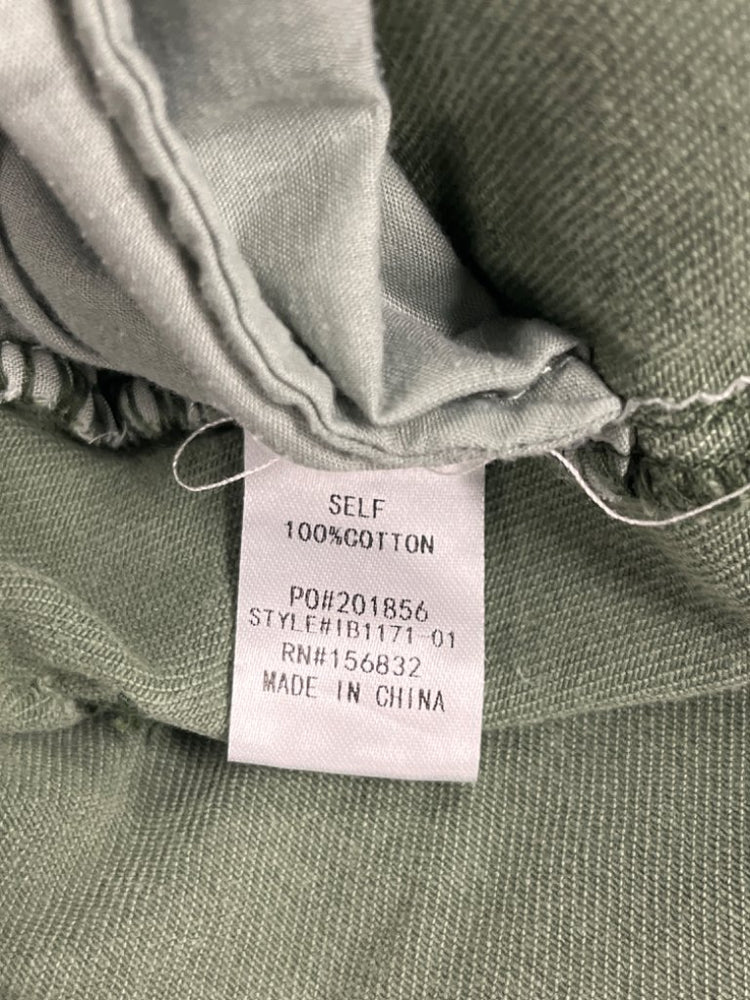 SELF
100%COTTON
PO#201856
STYLE#IB1171-01
RN#156832
MADE IN CHINA